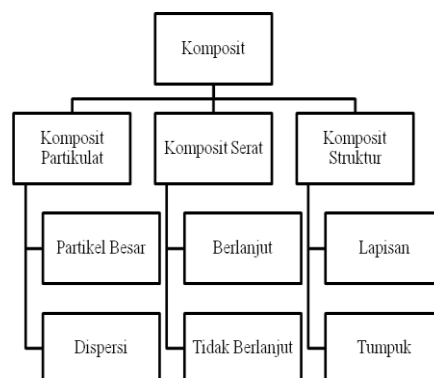 Komposit
Komposit
Partikulat
Komposit Serat
Komposit
Struktur
Partikel Besar
Berlanjut
Lapisan
Dispersi
Tidak Berlanjut
Tumpuk